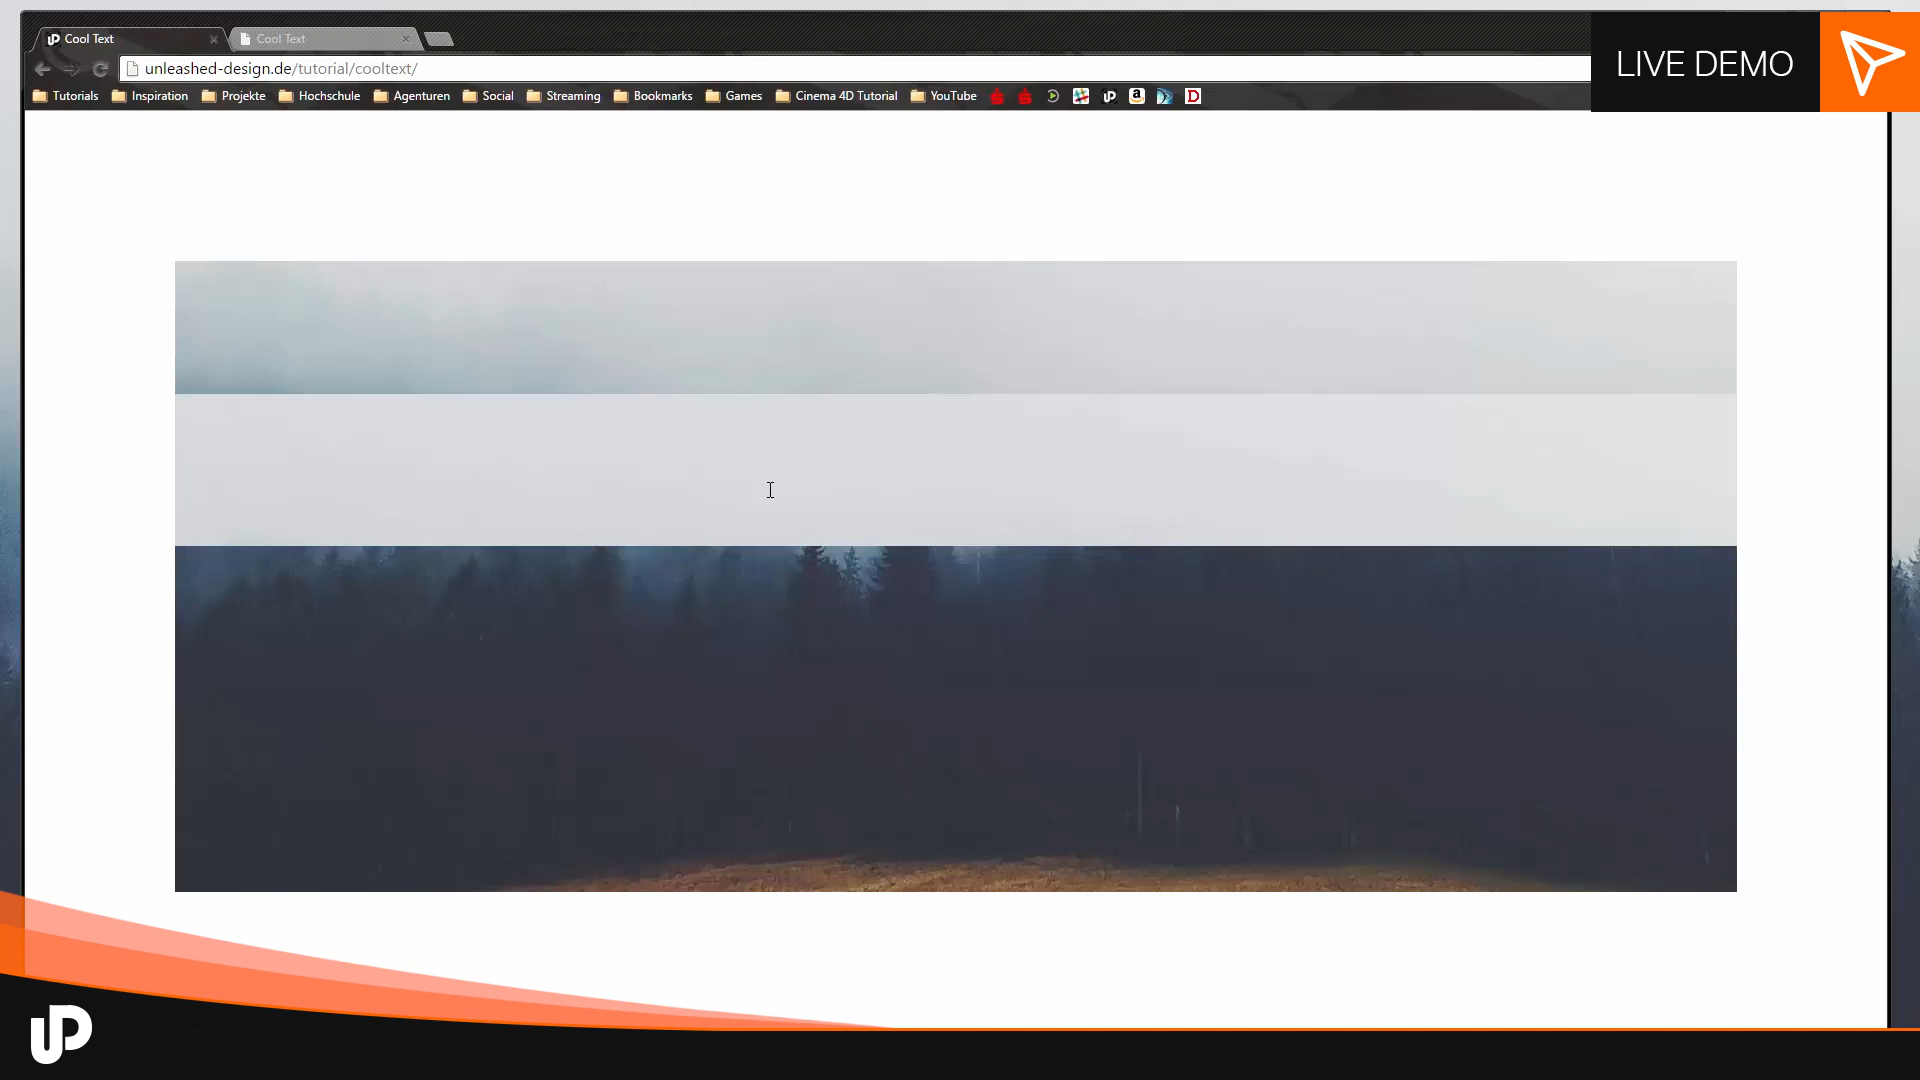 LIVE DEMO
Cool Text
Cool Text
unleashed-design.de/tutorial/cooltext/
Tutorials Inspiration Projekte Hochschule Agenturen Social Streaming Bookmarks Games Cinema 4D Tutorial YouTube